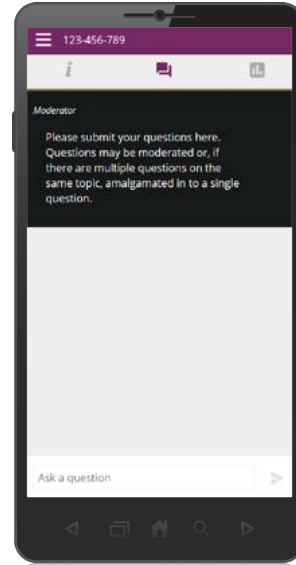 123-456-789
i
Moderator
Please submit your questions here.
Questions may be moderated or, if
there are multiple questions on the
same topic, amalgamated in to a single
question.
Ask a question